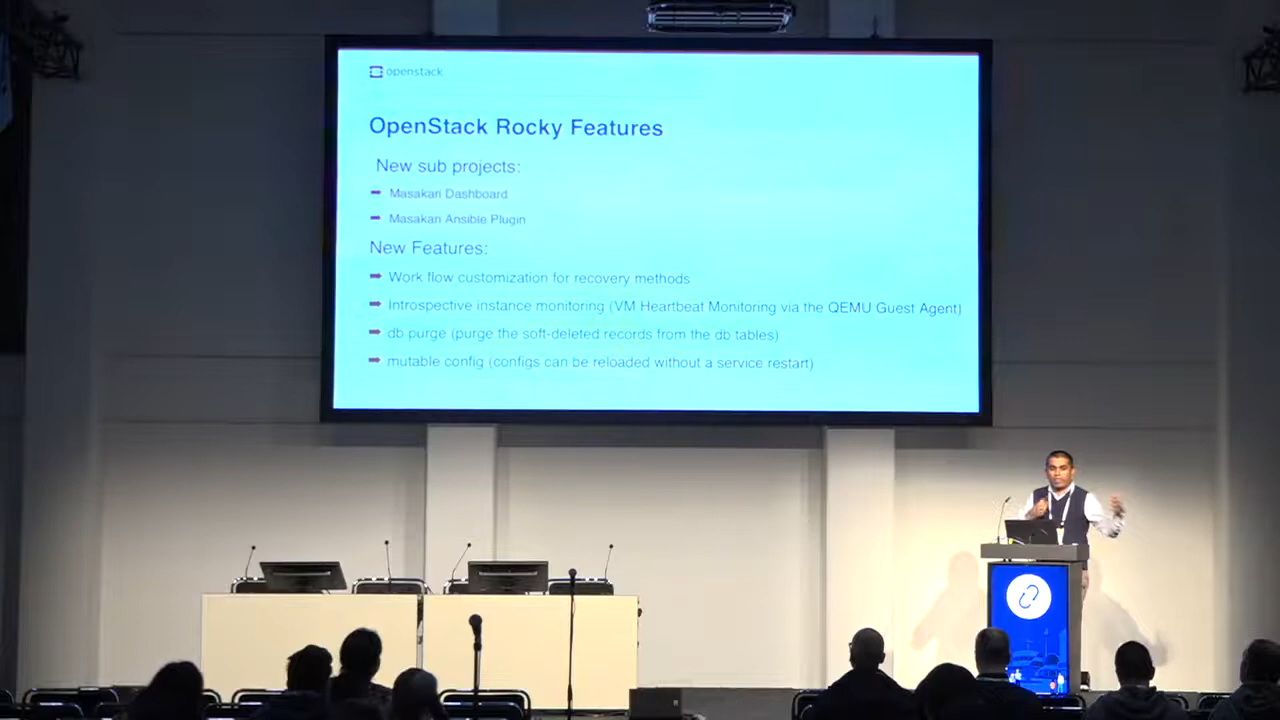 openstack
OpenStack Rocky Features
New sub projects:
Masakari Dashboard
Masakari Ansible Plugin
New Features:
Work flow customization for recovery methods
Introspective instance monitoring (VM Heartbeat Monitoring via the QEMU Guest Agent)
db purge (purge the soft-deleted records from the db tables)
mutable config (configs can be reloaded without a service restart)